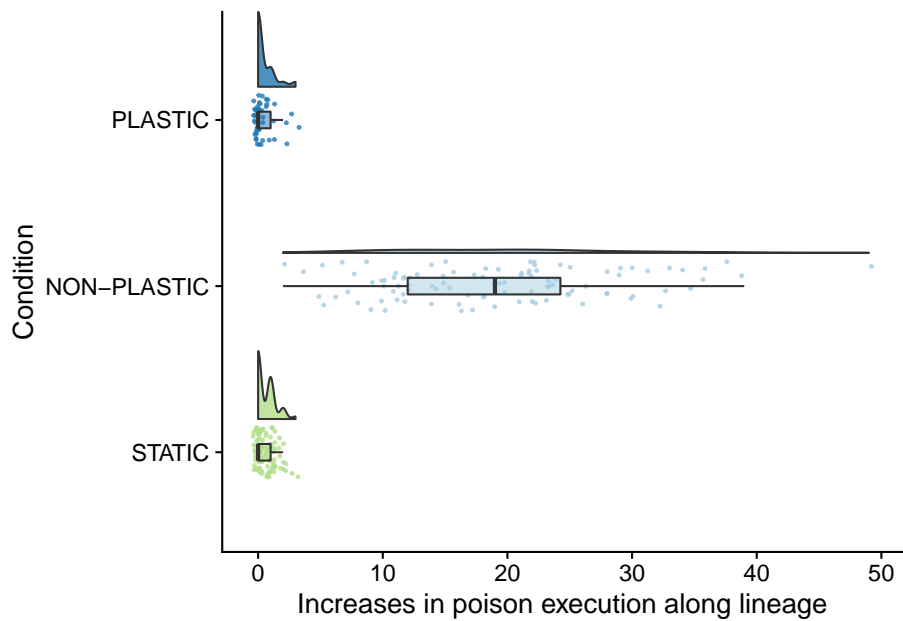 Condition
PLASTIC
NON−PLASTIC
STATIC
0 10 20 30 40 50
Increases in poison execution along lineage